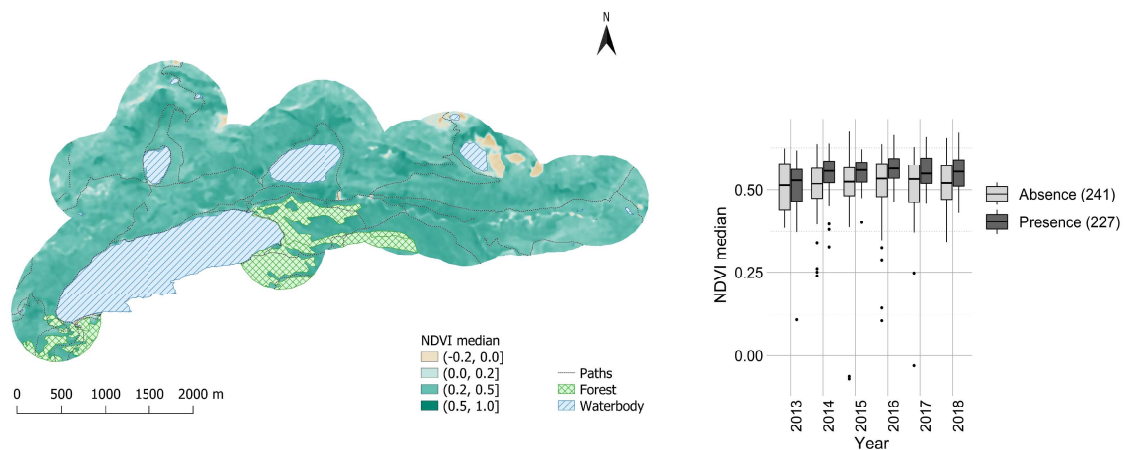 N
NDVI median
(-0.2, 0.0]
(0.0, 0.2]
(0.2, 0.5]
(0.5, 1.0]
Paths
Forest
Waterbody
0 500 1000 1500 2000 m
NDVI median
0.50
0.25
0.00
2013 2014 2015 2016 2017 2018
Year
Absence (241)
Presence (227)